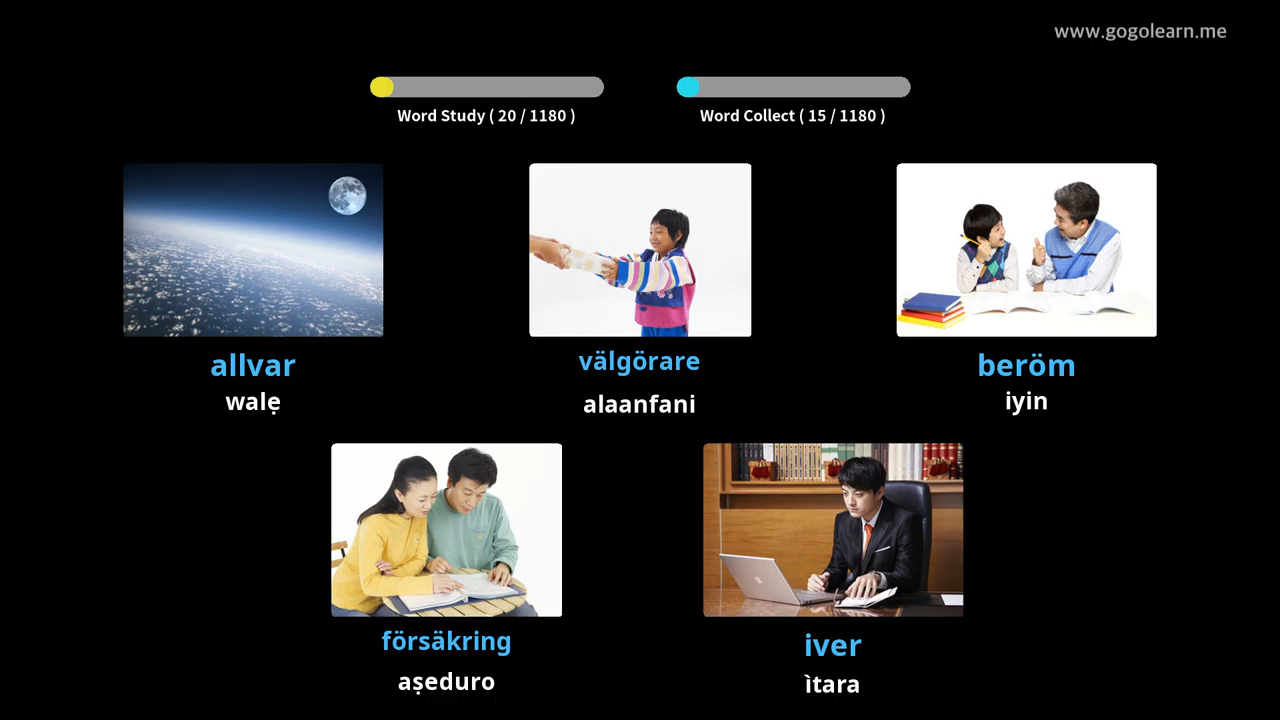 www.gogolearn.me
Word Study ( 20 / 1180 )
Word Collect ( 15 / 1180 )
allvar
walẹ
välgörare
alaanfani
beröm
iyin
försäkring
aṣeduro
iver
ìtara